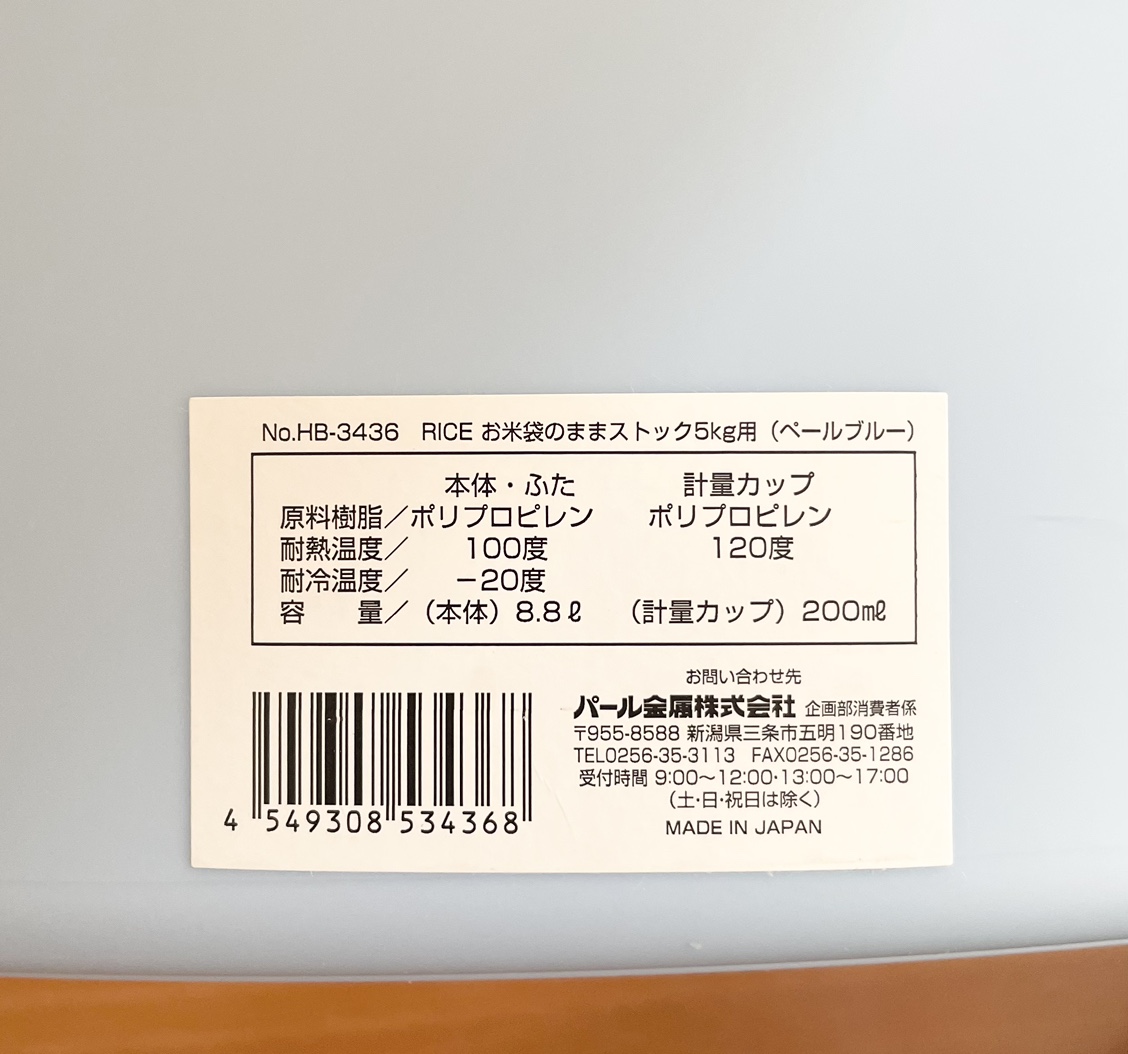 No.HB-3436 RICE お米袋のままストック5kg用（ペールブルー）
本体・ふた 計量カップ
原料樹脂／ポリプロピレン ポリプロピレン
耐熱温度／ 100度 120度
耐冷温度／ −20度
容 量／（本体）8.8ℓ （計量カップ）200㎖
お問い合わせ先
パール金属株式会社 企画部消費者係
〒955-8588 新潟県三条市五明190番地
TEL0256-35-3113 FAX0256-35-1286
受付時間 9:00〜12:00・13:00〜17:00
（土・日・祝日は除く）
MADE IN JAPAN
4 549308 534368